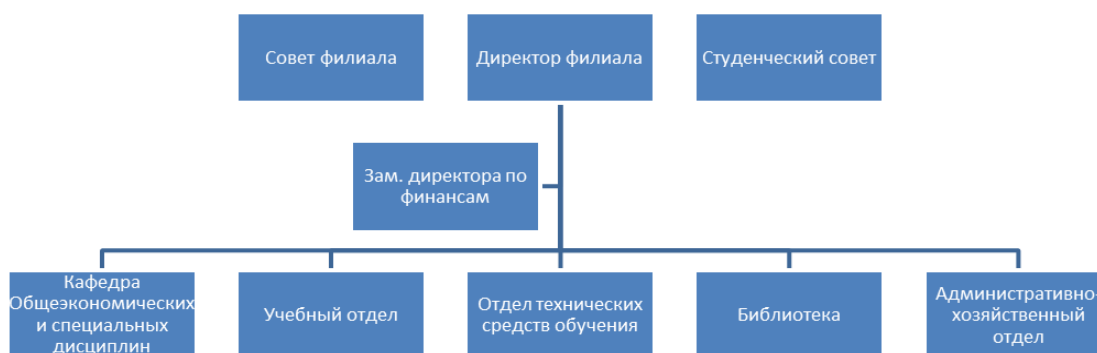 Совет филиала
Директор филиала
Студенческий совет
Зам. директора по
финансам
Кафедра
Общеэкономических
и специальных
дисциплин
Учебный отдел
Отдел технических
средств обучения
Библиотека
Административно-
хозяйственный
отдел